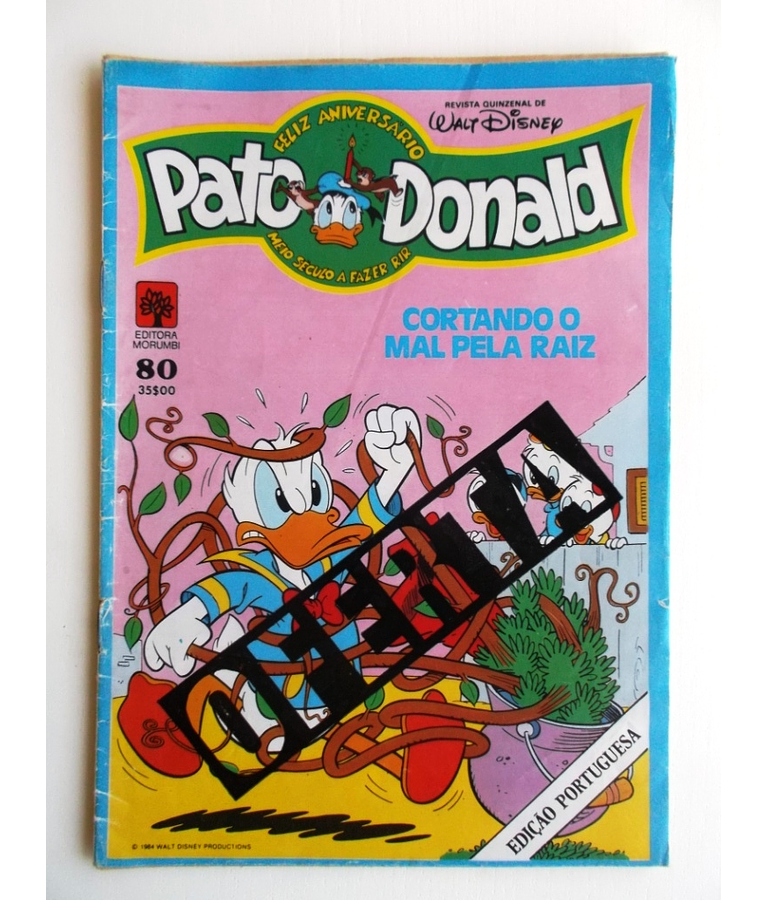 REVISTA QUINZENAL DE
WALT DISNEY
FELIZ ANIVERSARIO
Pato Donald
MEIO SÉCULO A FAZER RIR
EDITORA
MORUMBI
80
35$00
CORTANDO O
MAL PELA RAIZ
OFERTA
EDIÇÃO PORTUGUESA
© 1984 WALT DISNEY PRODUCTIONS